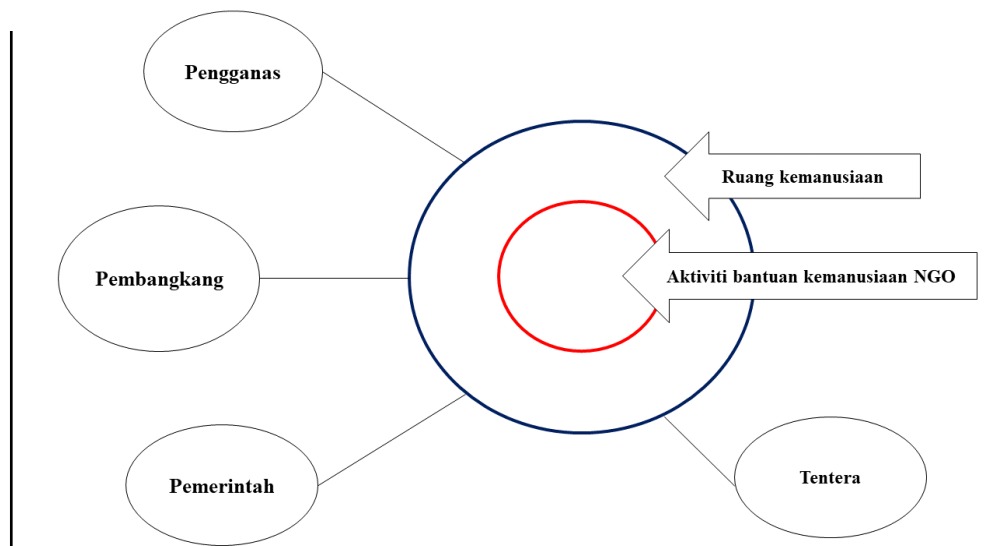 Pengganas
Ruang kemanusiaan
Pembangkang
Aktiviti bantuan kemanusiaan NGO
Pemerintah
Tentera